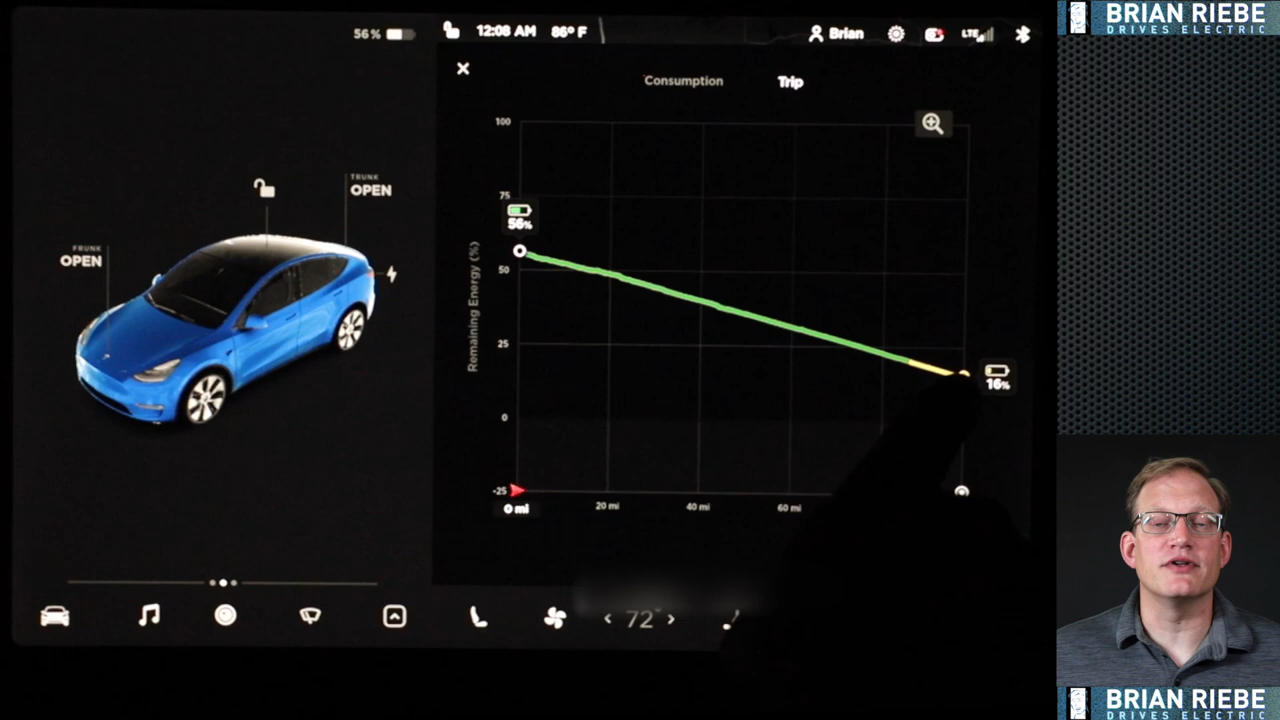 56%
12:08 AM
86° F
Brian
LTE
BRIAN RIEBE
DRIVES ELECTRIC
Consumption
Trip
TRUNK
OPEN
FRUNK
OPEN
Remaining Energy (%)
100
75
50
25
0
-25
56%
16%
0 mi
20 mi
40 mi
60 mi
72°
BRIAN RIEBE
DRIVES ELECTRIC